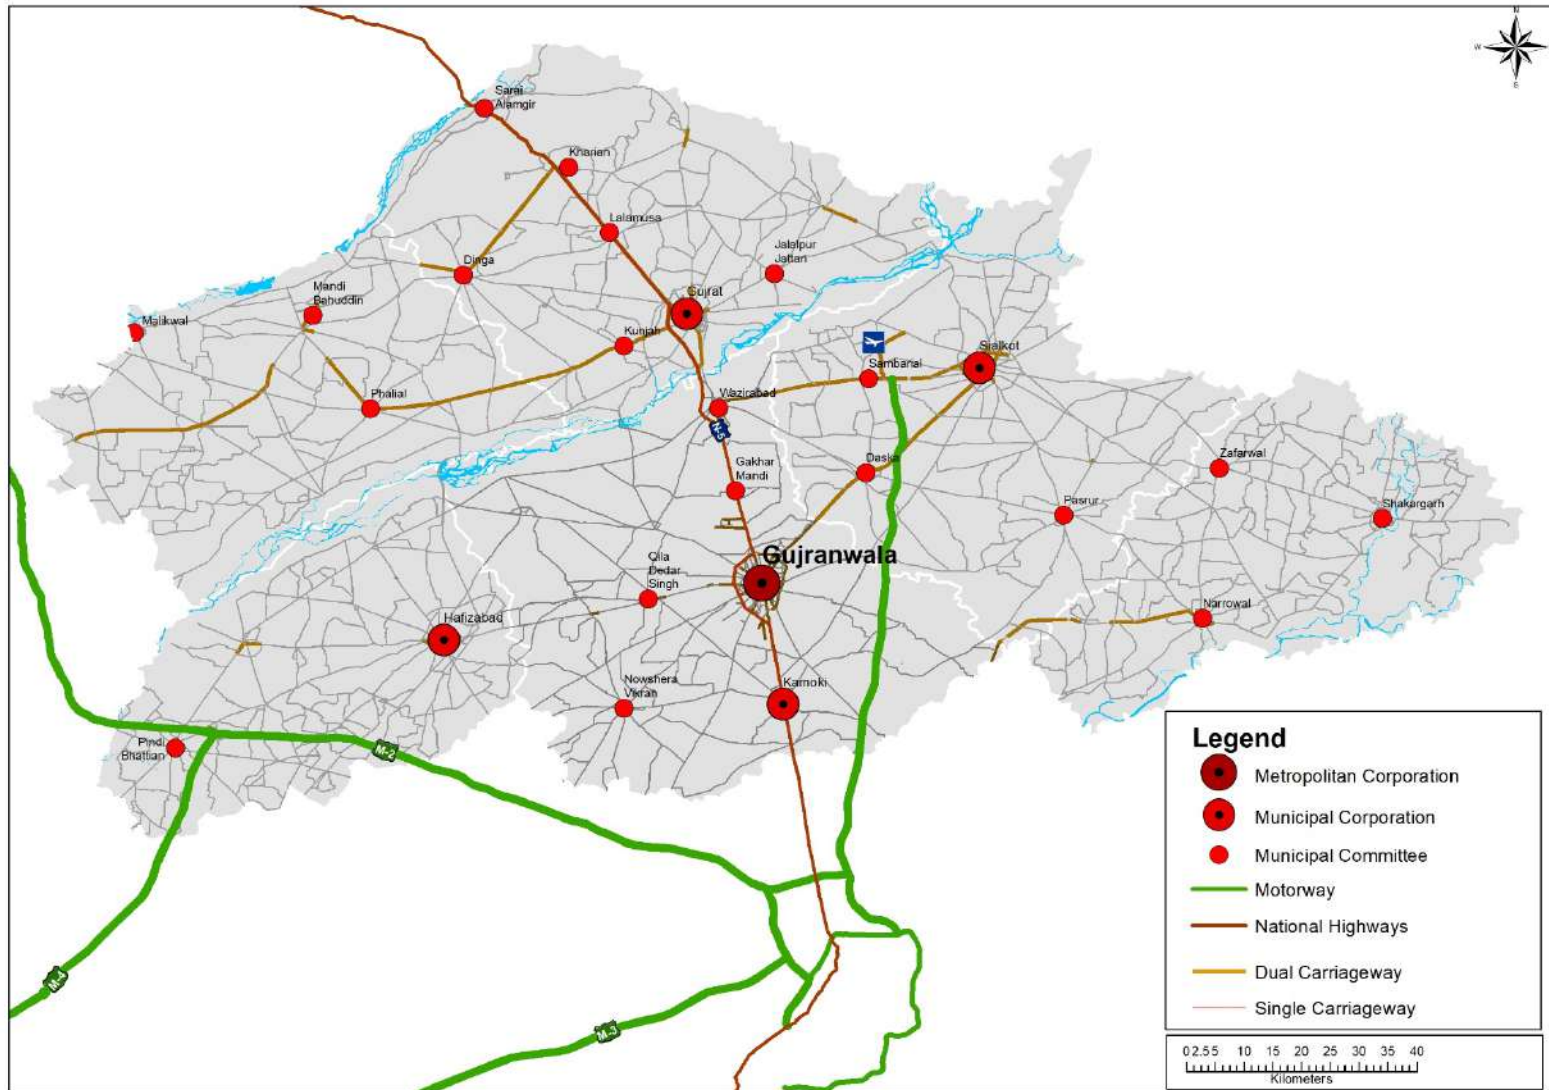 N
W
S
Sarai
Alamgir
Kharian
Lalamusa
Jalalpur
Jattan
Dinga
Mandi
Bahuddin
Gujrat
Malikwal
Kunjah
Sialkot
Sambarial
Phalial
Wazirabad
N-5
Gakhar
Mandi
Daska
Zafarwal
Pasrur
Shakargarh
Gujranwala
Qila
Dedar
Singh
Hafizabad
Narrowal
Nowshera
Virkan
Kamoki
Pindi
Bhattian
M-2
M-4
M-3
Legend
Metropolitan Corporation
Municipal Corporation
Municipal Committee
Motorway
National Highways
Dual Carriageway
Single Carriageway
0 2.5 5 10 15 20 25 30 35 40
Kilometers